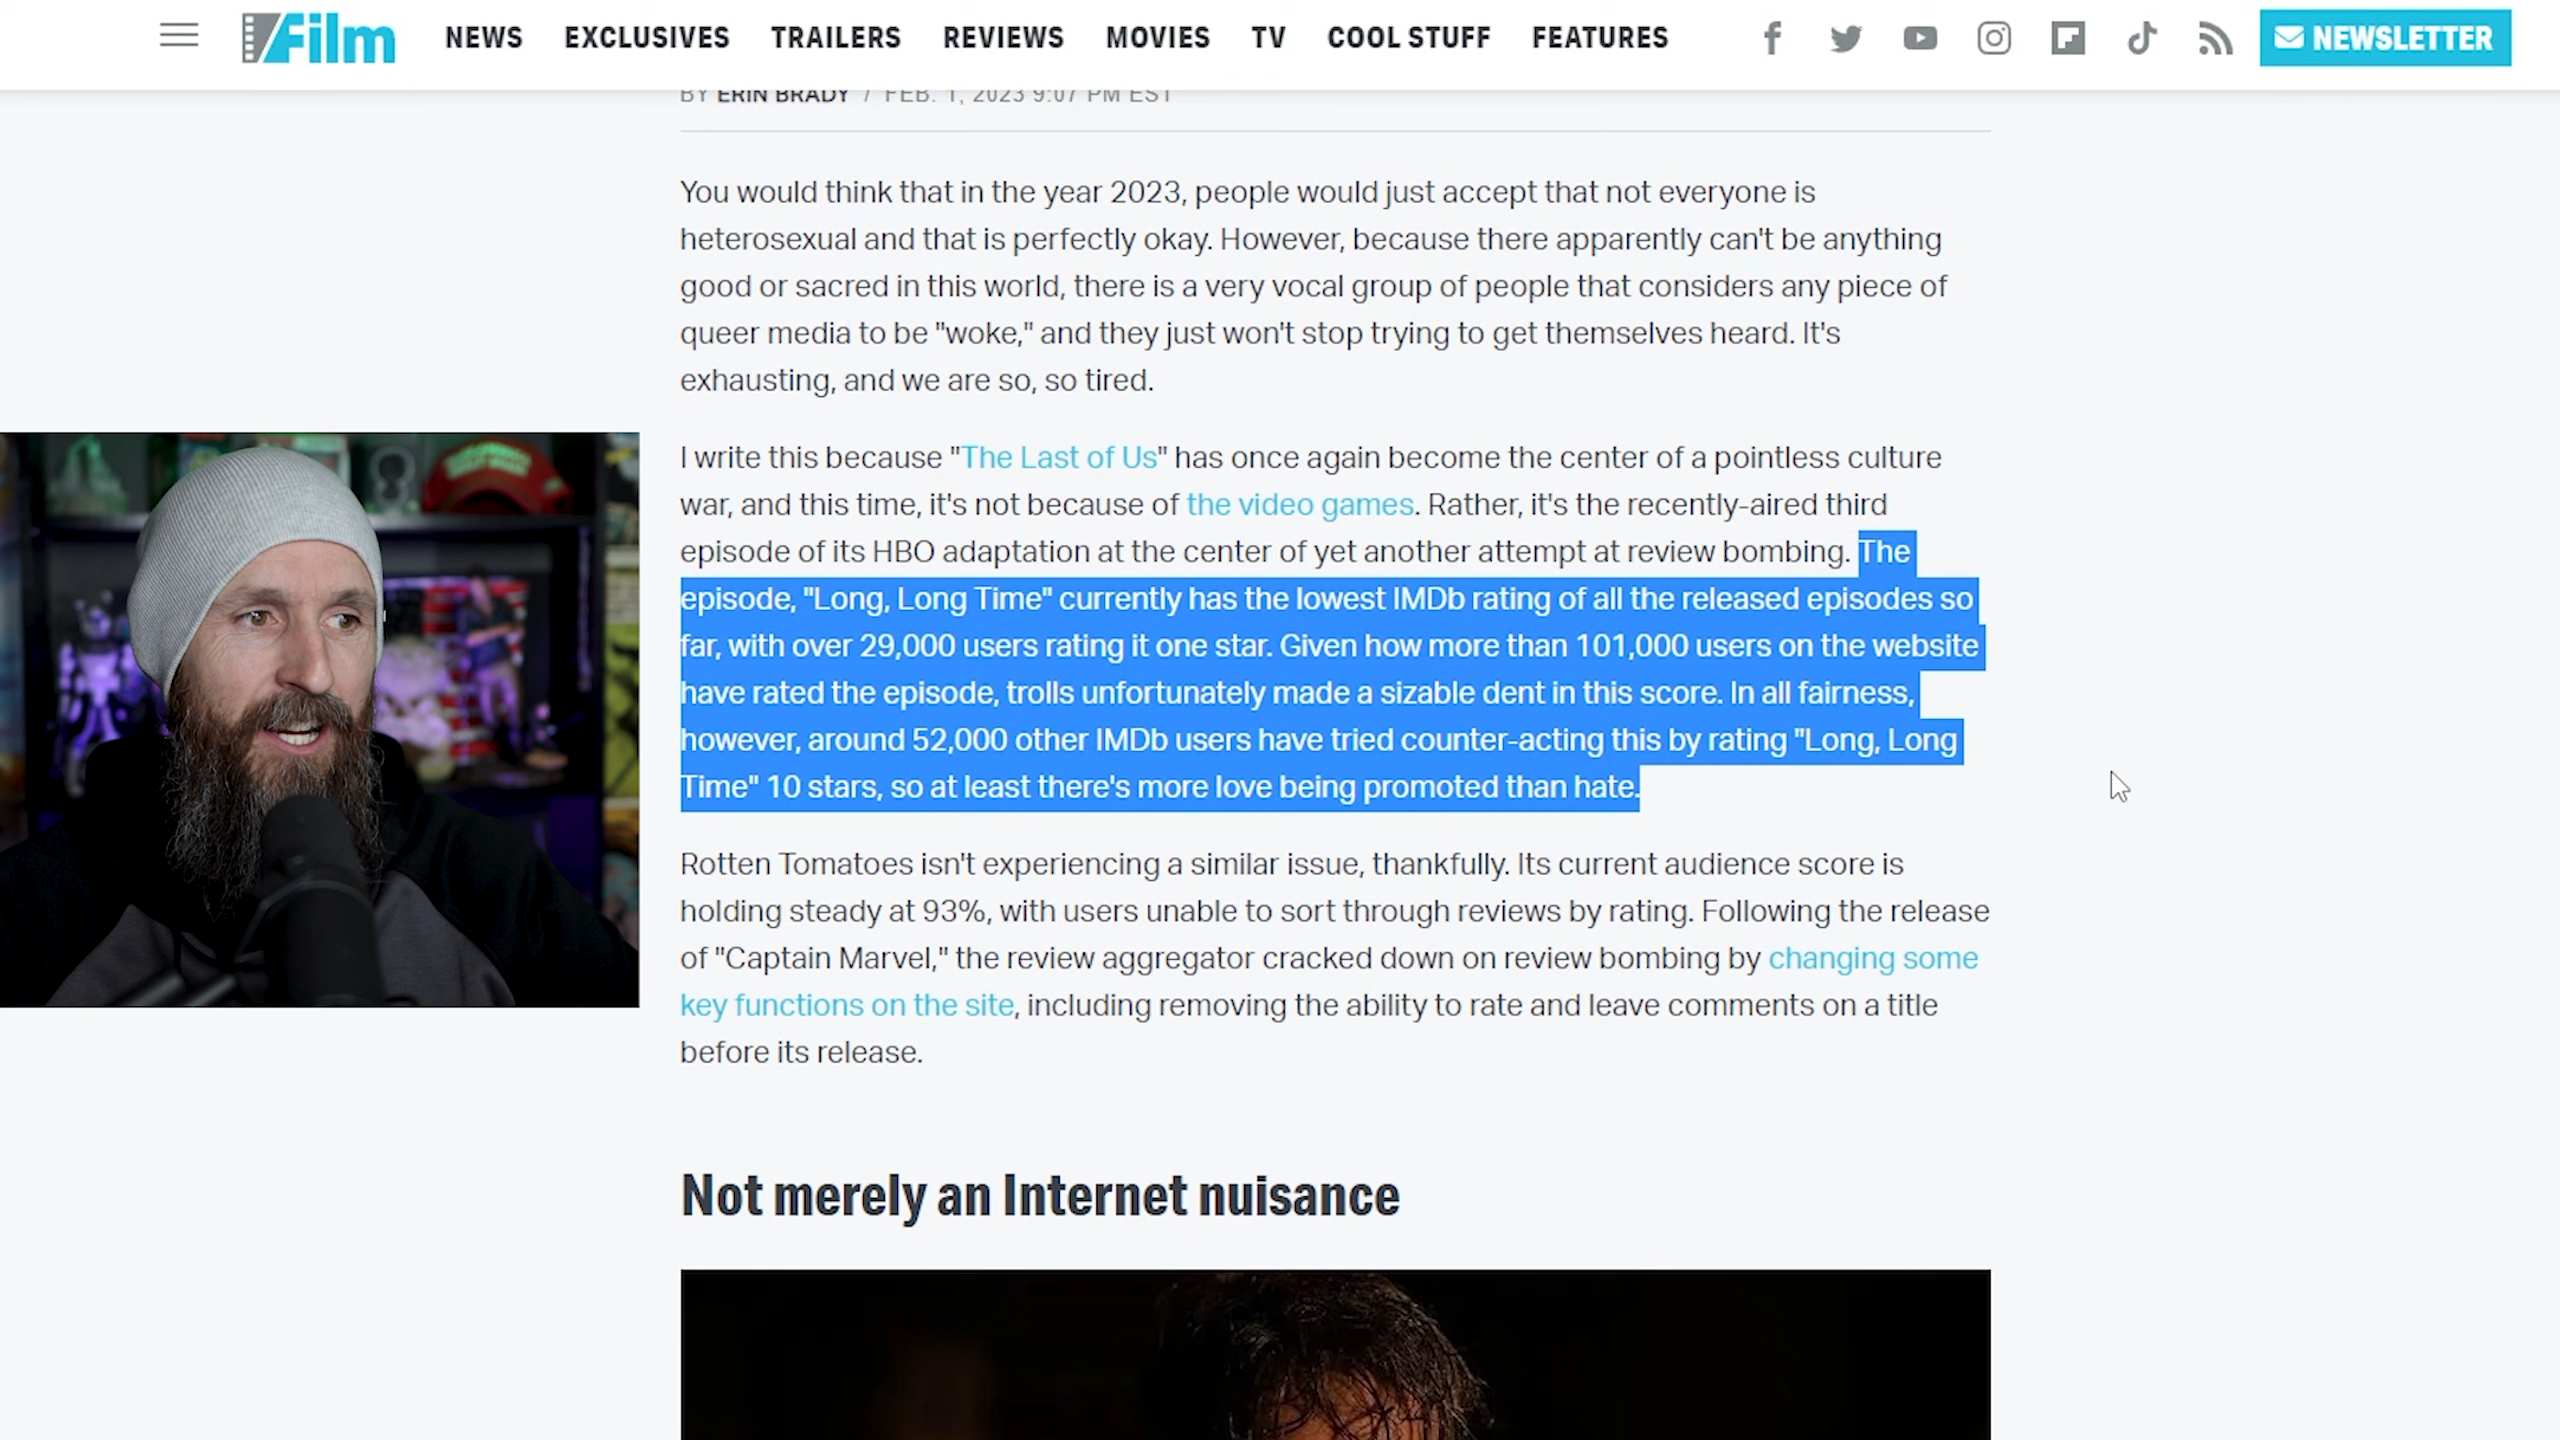 /Film NEWS EXCLUSIVES TRAILERS REVIEWS MOVIES TV COOL STUFF FEATURES NEWSLETTER
BY ERIN BRADY / FEB. 1, 2023 9:07 PM EST
You would think that in the year 2023, people would just accept that not everyone is
heterosexual and that is perfectly okay. However, because there apparently can't be anything
good or sacred in this world, there is a very vocal group of people that considers any piece of
queer media to be "woke," and they just won't stop trying to get themselves heard. It's
exhausting, and we are so, so tired.
I write this because "The Last of Us" has once again become the center of a pointless culture
war, and this time, it's not because of the video games. Rather, it's the recently-aired third
episode of its HBO adaptation at the center of yet another attempt at review bombing. The
episode, "Long, Long Time" currently has the lowest IMDb rating of all the released episodes so
far, with over 29,000 users rating it one star. Given how more than 101,000 users on the website
have rated the episode, trolls unfortunately made a sizable dent in this score. In all fairness,
however, around 52,000 other IMDb users have tried counter-acting this by rating "Long, Long
Time" 10 stars, so at least there's more love being promoted than hate.
Rotten Tomatoes isn't experiencing a similar issue, thankfully. Its current audience score is
holding steady at 93%, with users unable to sort through reviews by rating. Following the release
of "Captain Marvel," the review aggregator cracked down on review bombing by changing some
key functions on the site, including removing the ability to rate and leave comments on a title
before its release.
Not merely an Internet nuisance